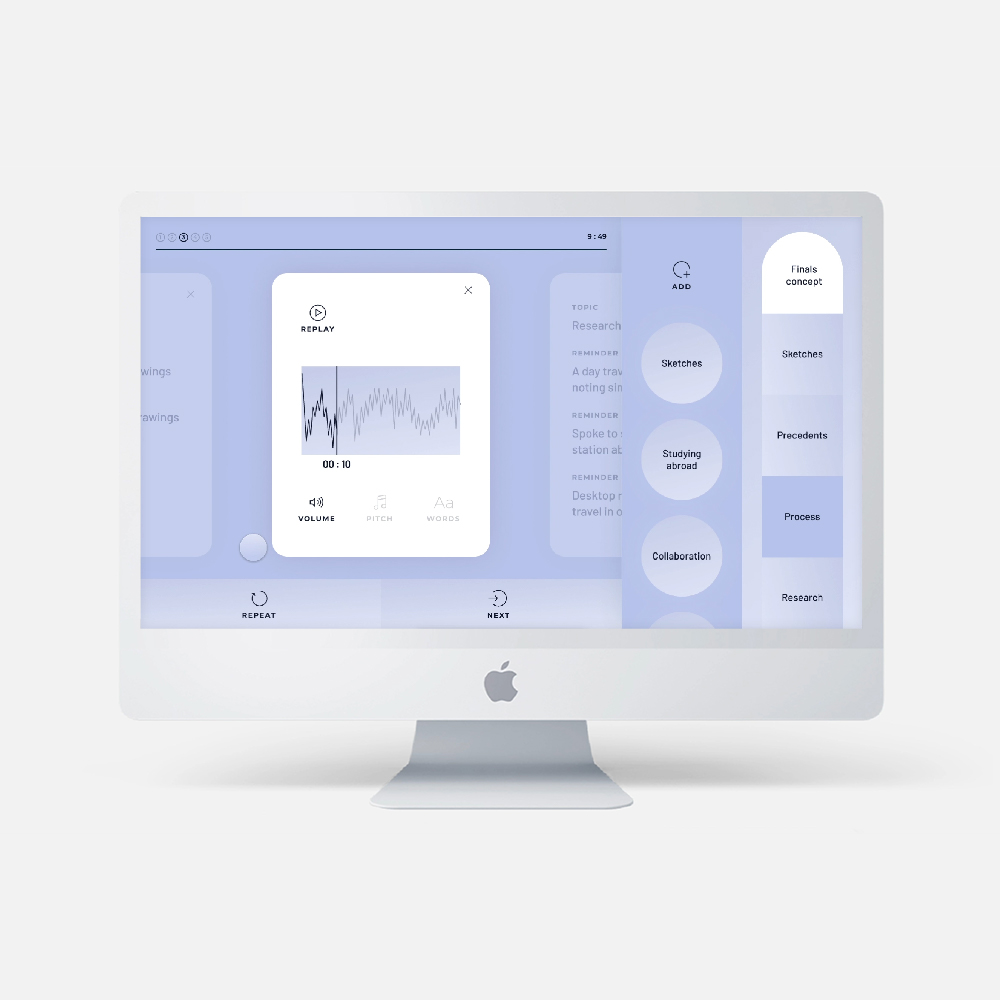 1 2 3 4 5
9 : 49
wings
rawings
REPLAY
00 : 10
VOLUME
PITCH
Aa
WORDS
TOPIC
Research
REMINDER
A day trav
noting sim
REMINDER
Spoke to s
station ab
REMINDER
Desktop r
travel in o
REPEAT
NEXT
ADD
Sketches
Studying
abroad
Collaboration
Finals
concept
Sketches
Precedents
Process
Research